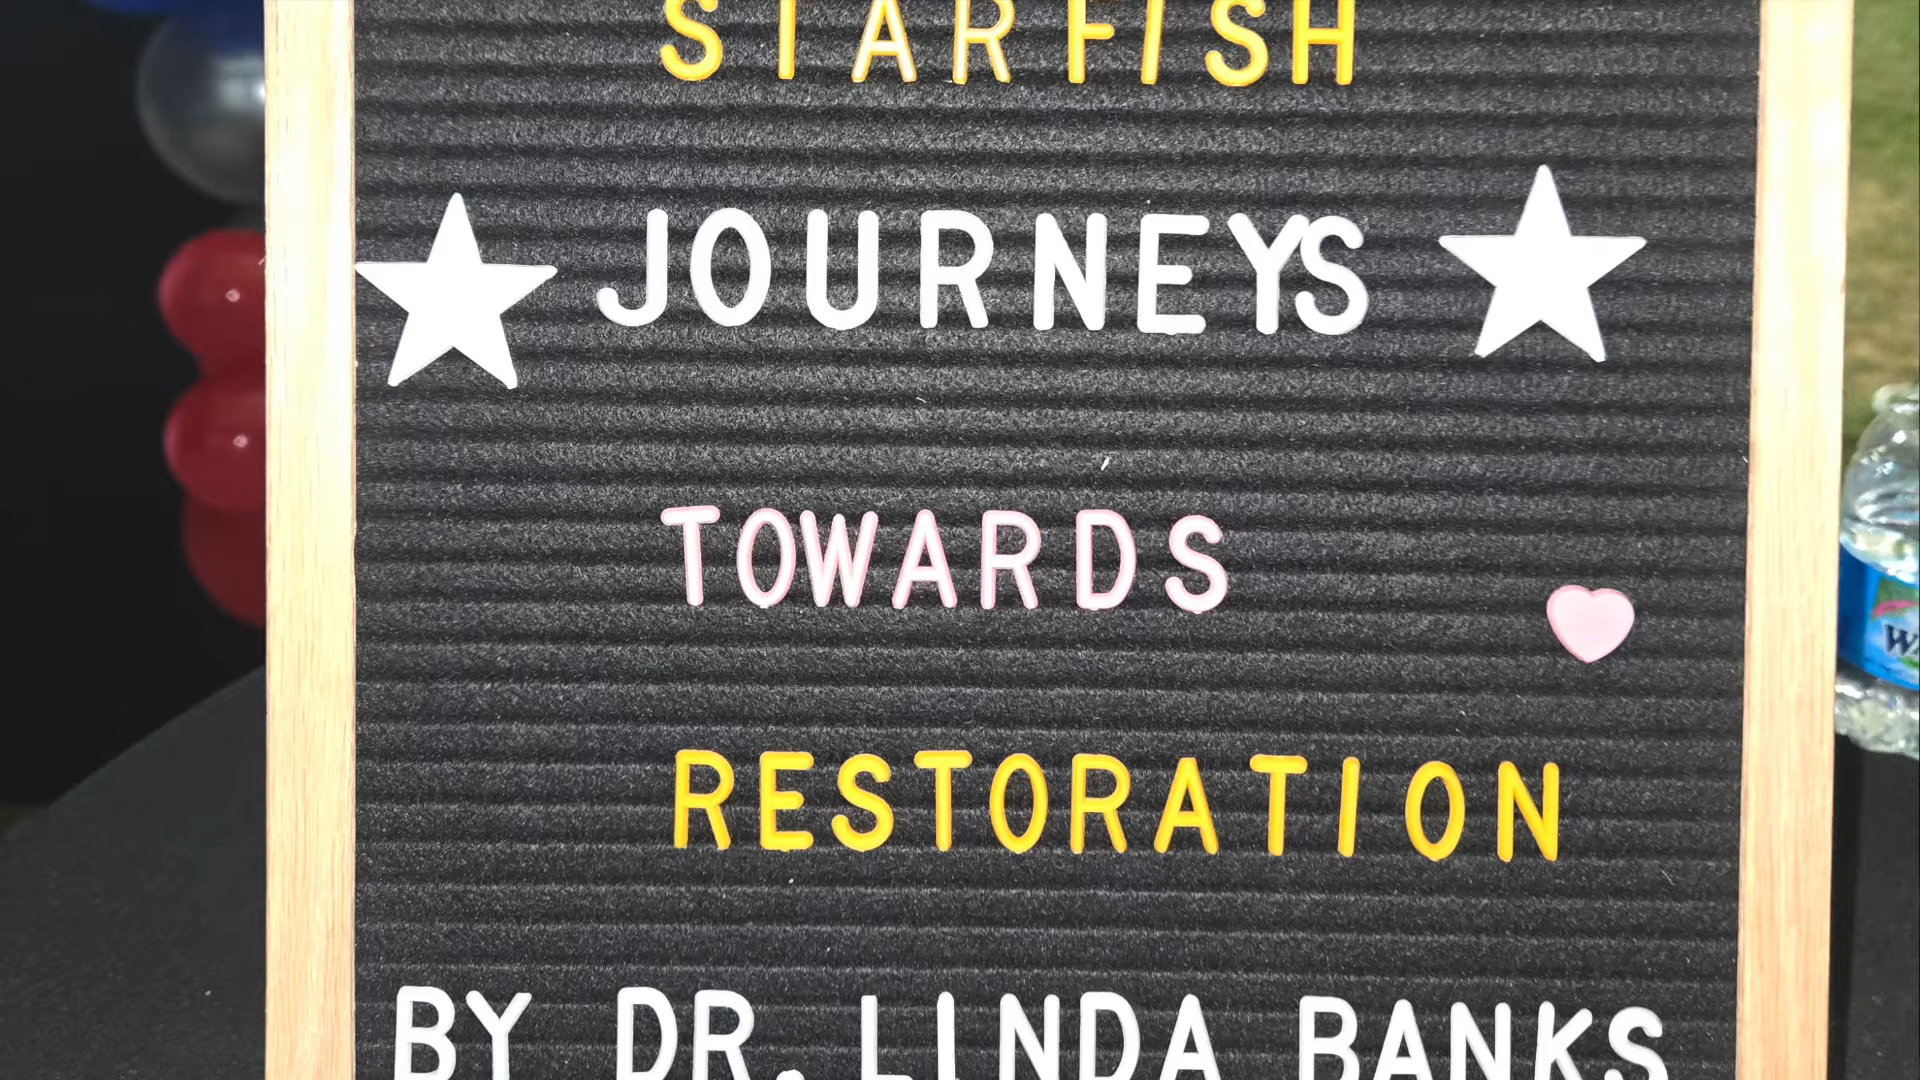 STARFISH
JOURNEYS
TOWARDS
RESTORATION
BY DR. LINDA BANKS